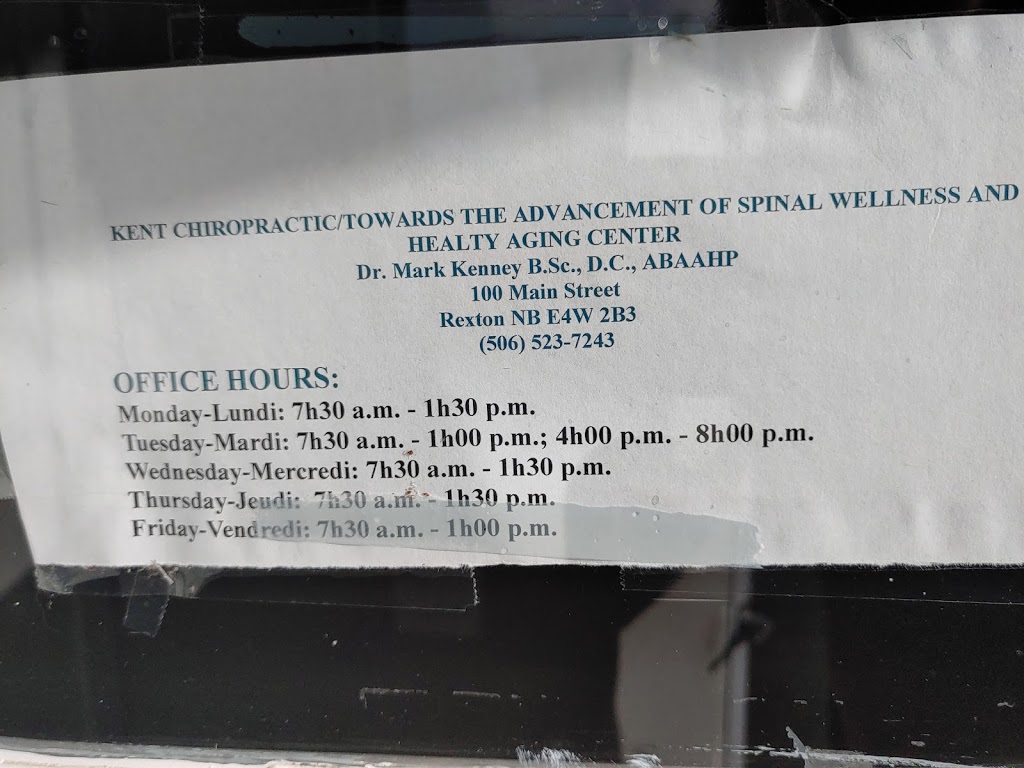 KENT CHIROPRACTIC/TOWARDS THE ADVANCEMENT OF SPINAL WELLNESS AND
HEALTY AGING CENTER
Dr. Mark Kenney B.Sc., D.C., ABAAHP
100 Main Street
Rexton NB E4W 2B3
(506) 523-7243
OFFICE HOURS:
Monday-Lundi: 7h30 a.m. - 1h30 p.m.
Tuesday-Mardi: 7h30 a.m. - 1h00 p.m.; 4h00 p.m. - 8h00 p.m.
Wednesday-Mercredi: 7h30 a.m. - 1h30 p.m.
Thursday-Jeudi: 7h30 a.m. - 1h30 p.m.
Friday-Vendredi: 7h30 a.m. - 1h00 p.m.